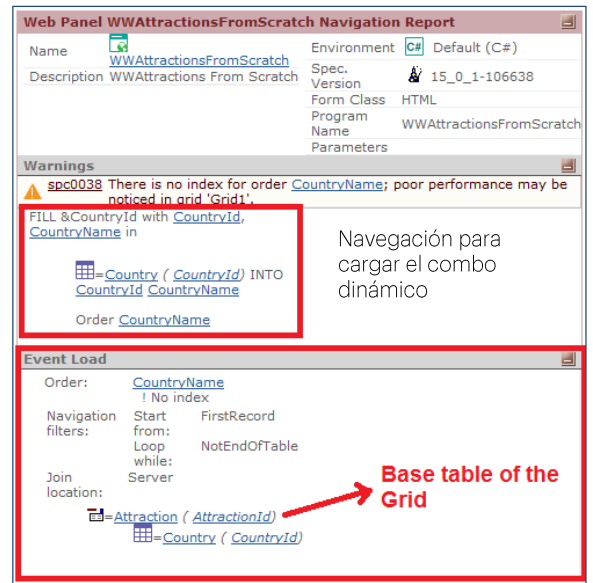 Web Panel WWAttractionsFromScratch Navigation Report
Name WWAttractionsFromScratch
Description WWAttractions From Scratch
Environment C# Default (C#)
Spec. Version 15_0_1-106638
Form Class HTML
Program Name WWAttractionsFromScratch
Parameters
Warnings
spc0038 There is no index for order CountryName; poor performance may be
noticed in grid 'Grid1'.
FILL &CountryId with CountryId,
CountryName in
=Country ( CountryId) INTO
CountryId CountryName
Order CountryName
Navegación para
cargar el combo
dinámico
Event Load
Order: CountryName
! No index
Navigation filters: Start from: FirstRecord
Loop while: NotEndOfTable
Join location: Server
=Attraction ( AttractionId)
=Country ( CountryId)
Base table of the
Grid